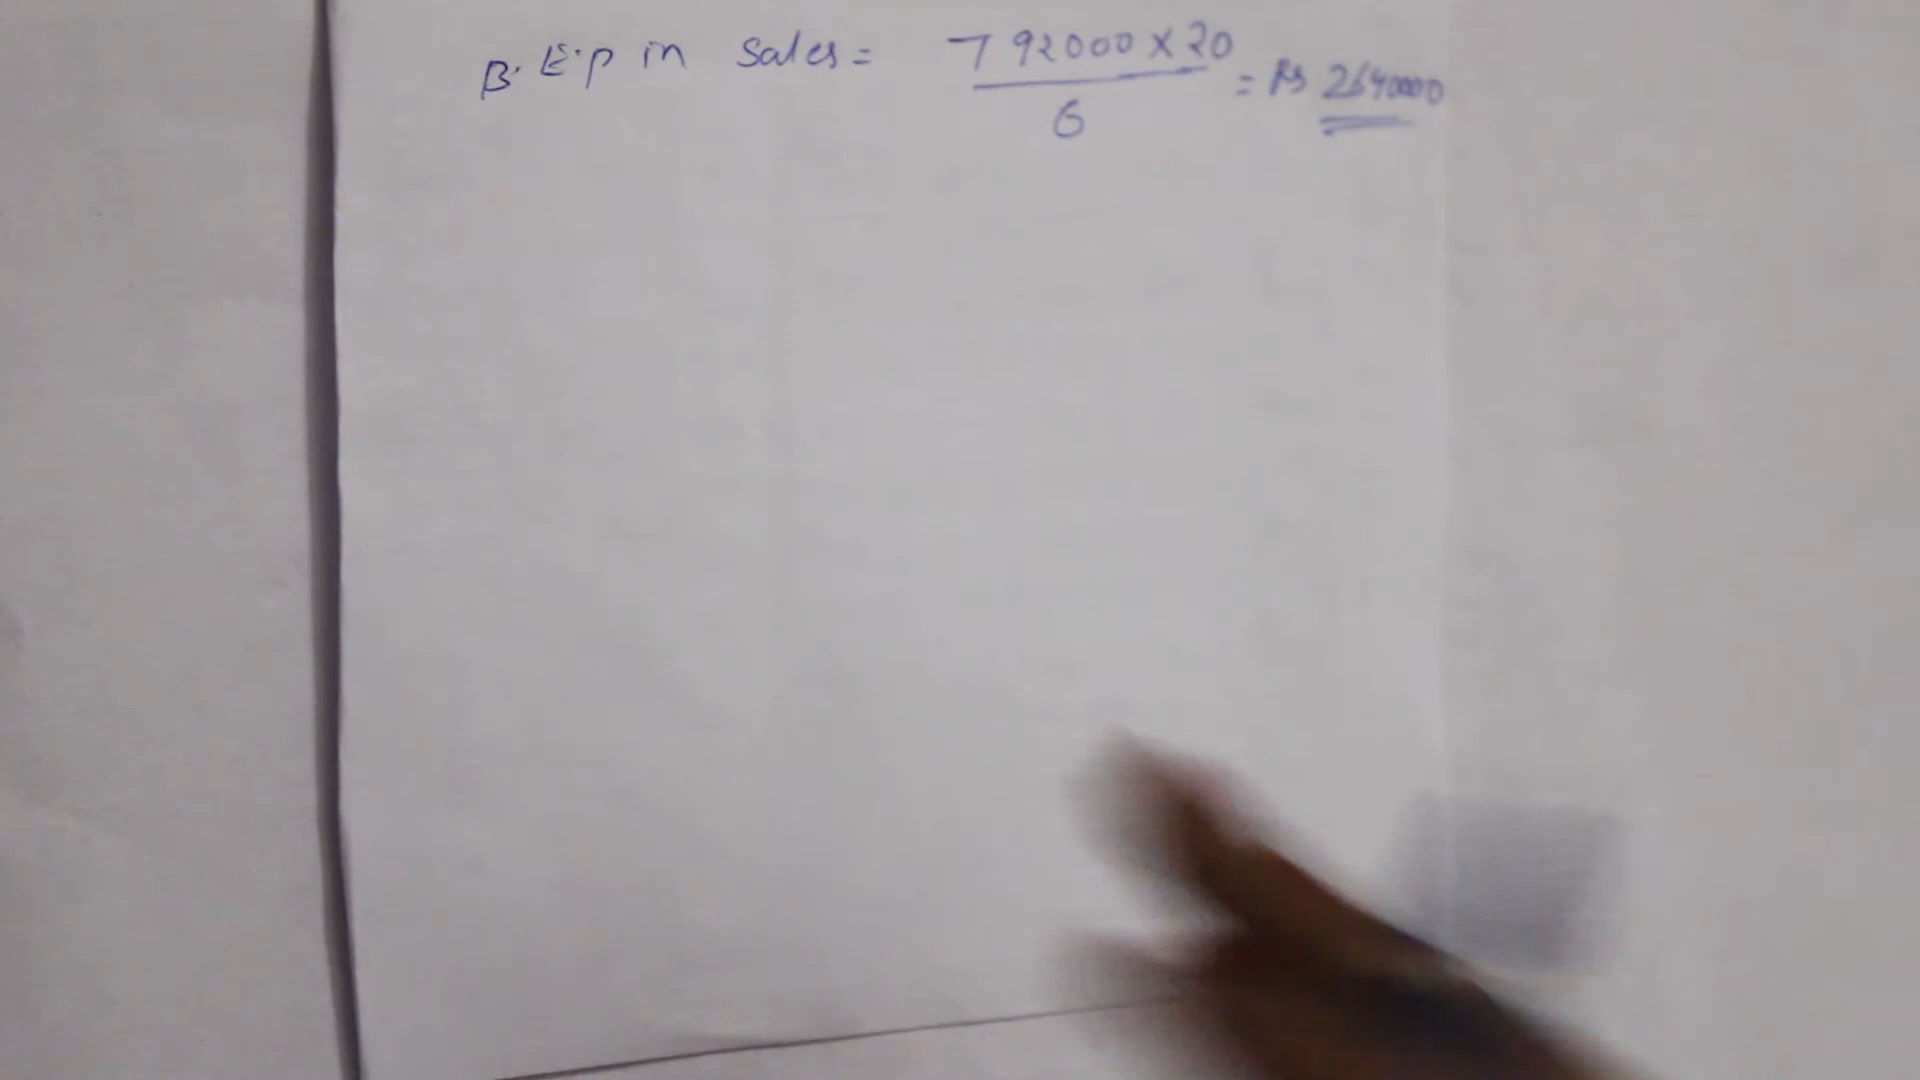 B.E.p in Sales = 792000 x 20 / 6 = Rs 2640000